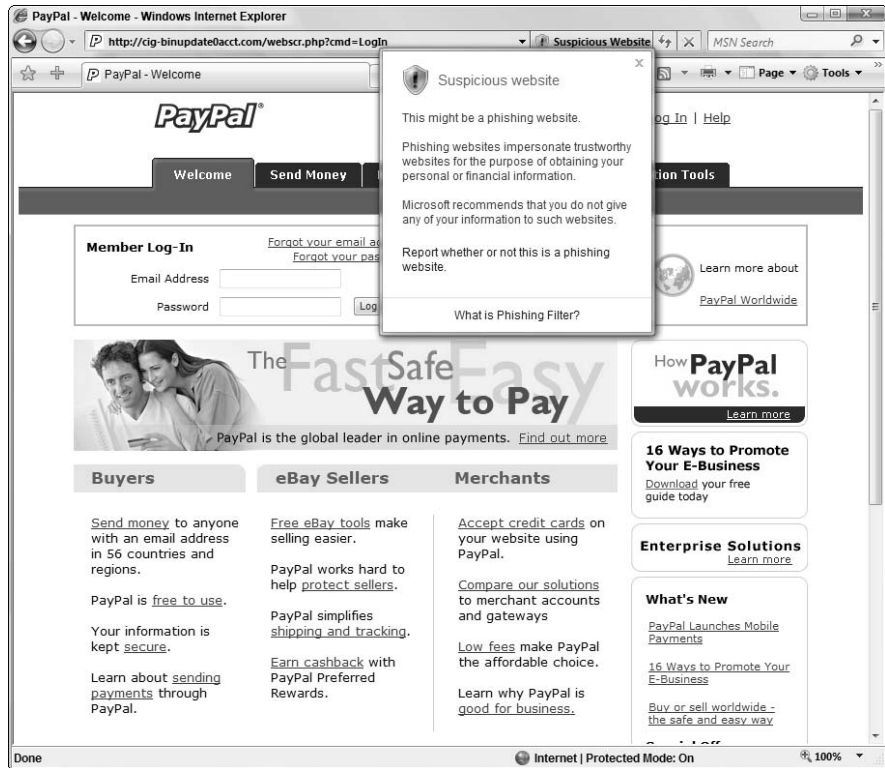 PayPal - Welcome - Windows Internet Explorer
http://cig-binupdate0acct.com/webscr.php?cmd=LogIn
Suspicious Website
MSN Search
PayPal - Welcome
Page
Tools
Suspicious website
This might be a phishing website.
Phishing websites impersonate trustworthy
websites for the purpose of obtaining your
personal or financial information.
Microsoft recommends that you do not give
any of your information to such websites.
Report whether or not this is a phishing
website.
What is Phishing Filter?
PayPal®
og In | Help
Welcome
Send Money
tion Tools
Member Log-In
Forgot your email a
Forgot your pas
Email Address
Password
Log
Learn more about
PayPal Worldwide
The Fast Safe Easy
Way to Pay
PayPal is the global leader in online payments. Find out more
How PayPal
works.
Learn more
16 Ways to Promote
Your E-Business
Download your free
guide today
Enterprise Solutions
Learn more
What's New
PayPal Launches Mobile
Payments
16 Ways to Promote Your
E-Business
Buy or sell worldwide -
the safe and easy way
Buyers
Send money to anyone
with an email address
in 56 countries and
regions.
PayPal is free to use.
Your information is
kept secure.
Learn about sending
payments through
PayPal.
eBay Sellers
Free eBay tools make
selling easier.
PayPal works hard to
help protect sellers.
PayPal simplifies
shipping and tracking.
Earn cashback with
PayPal Preferred
Rewards.
Merchants
Accept credit cards on
your website using
PayPal.
Compare our solutions
to merchant accounts
and gateways
Low fees make PayPal
the affordable choice.
Learn why PayPal is
good for business.
Done
Internet | Protected Mode: On
100%